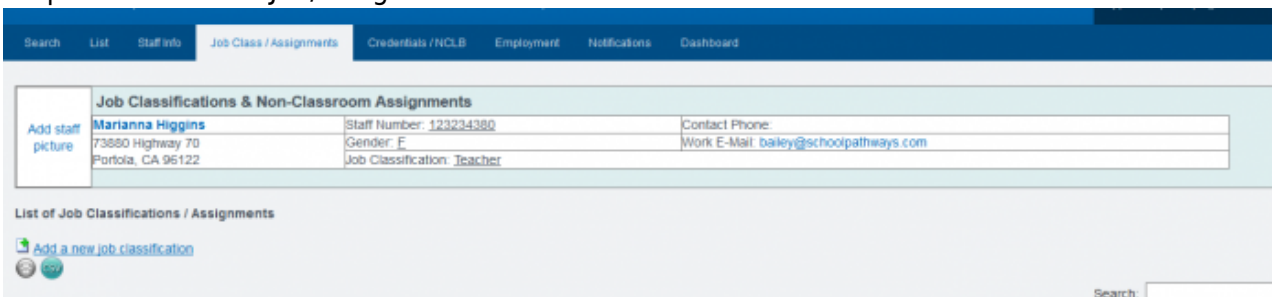 Search List Staff Info Job Class / Assignments Credentials / NCLB Employment Notifications Dashboard
Job Classifications & Non-Classroom Assignments
Add staff picture
Marianna Higgins Staff Number: 123234380 Contact Phone:
73880 Highway 70 Gender: F Work E-Mail: bailey@schoolpathways.com
Portola, CA 96122 Job Classification: Teacher
List of Job Classifications / Assignments
Add a new job classification
Search: